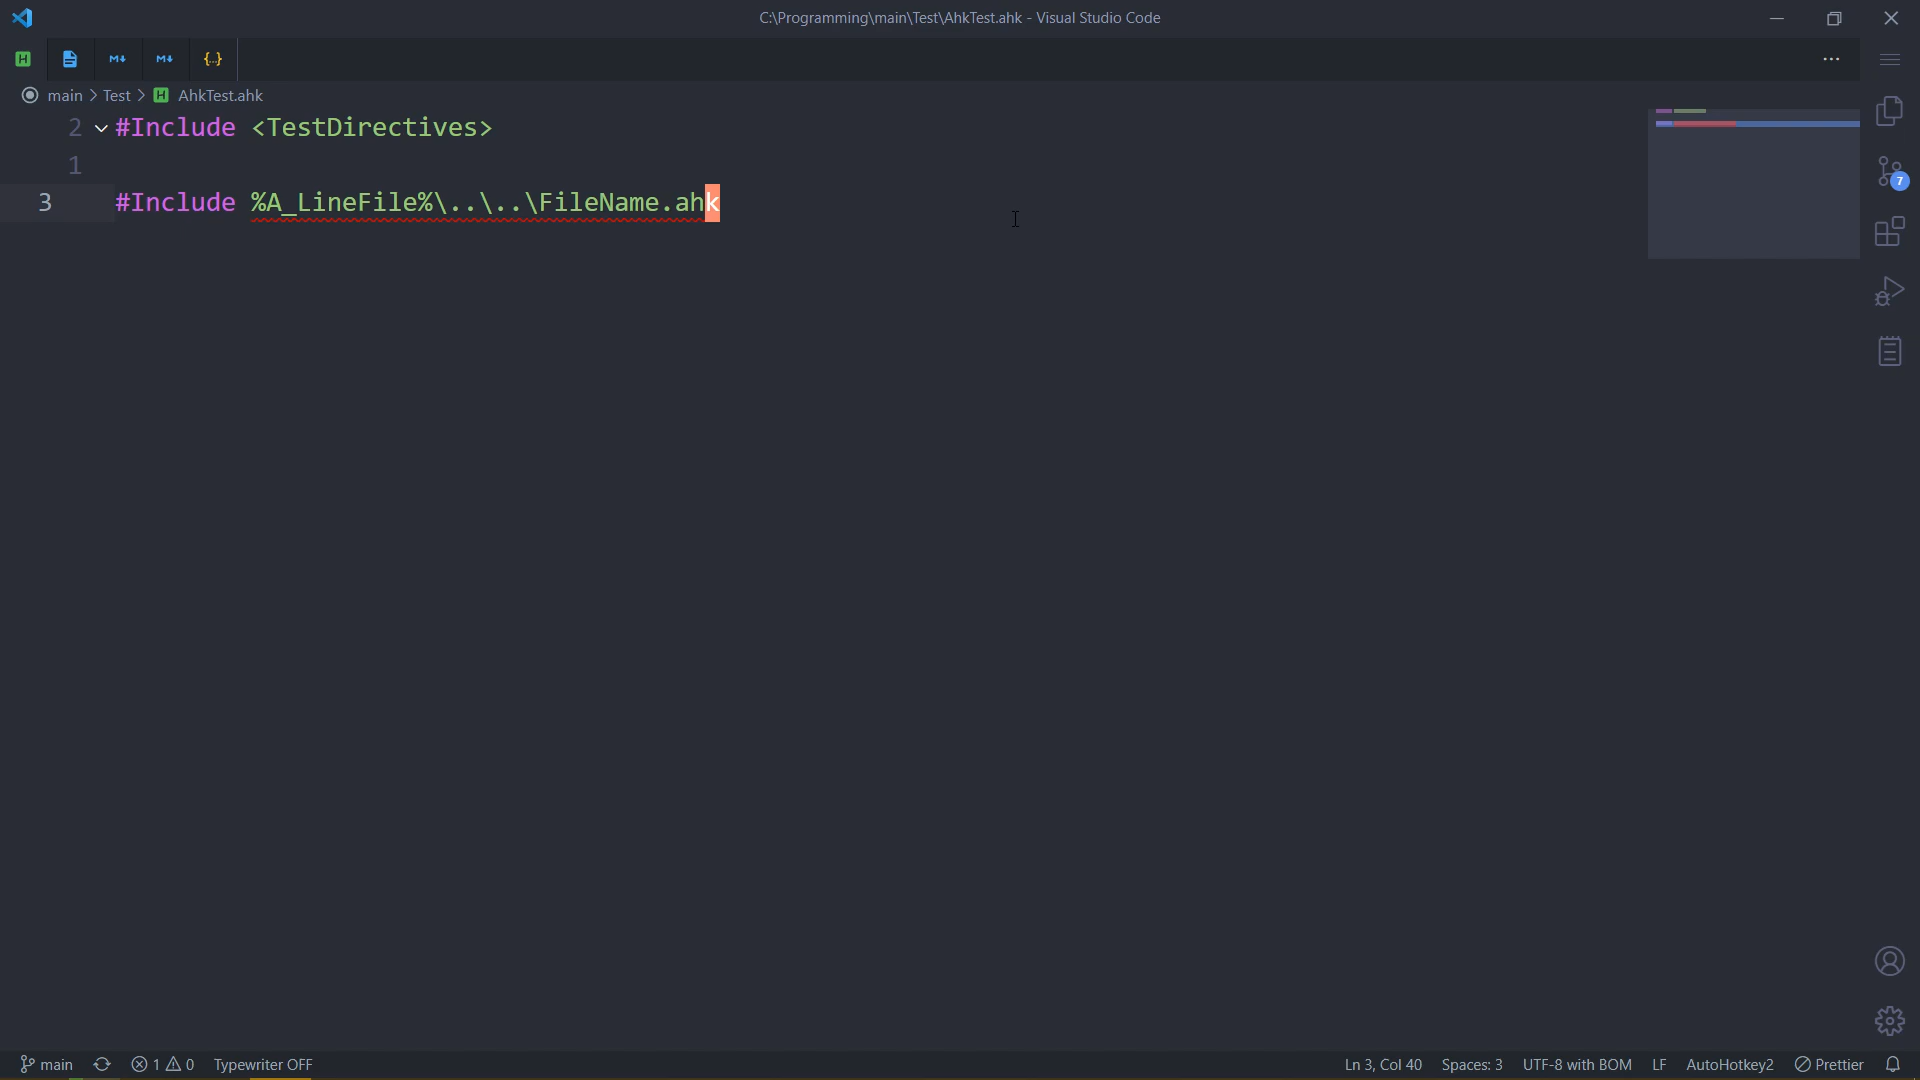 C:\Programming\main\Test\AhkTest.ahk - Visual Studio Code
main > Test > AhkTest.ahk
2 #Include <TestDirectives>
1
3 #Include %A_LineFile%\..\..\FileName.ahk
7
main 1 0 Typewriter OFF Ln 3, Col 40 Spaces: 3 UTF-8 with BOM LF AutoHotkey2 Prettier